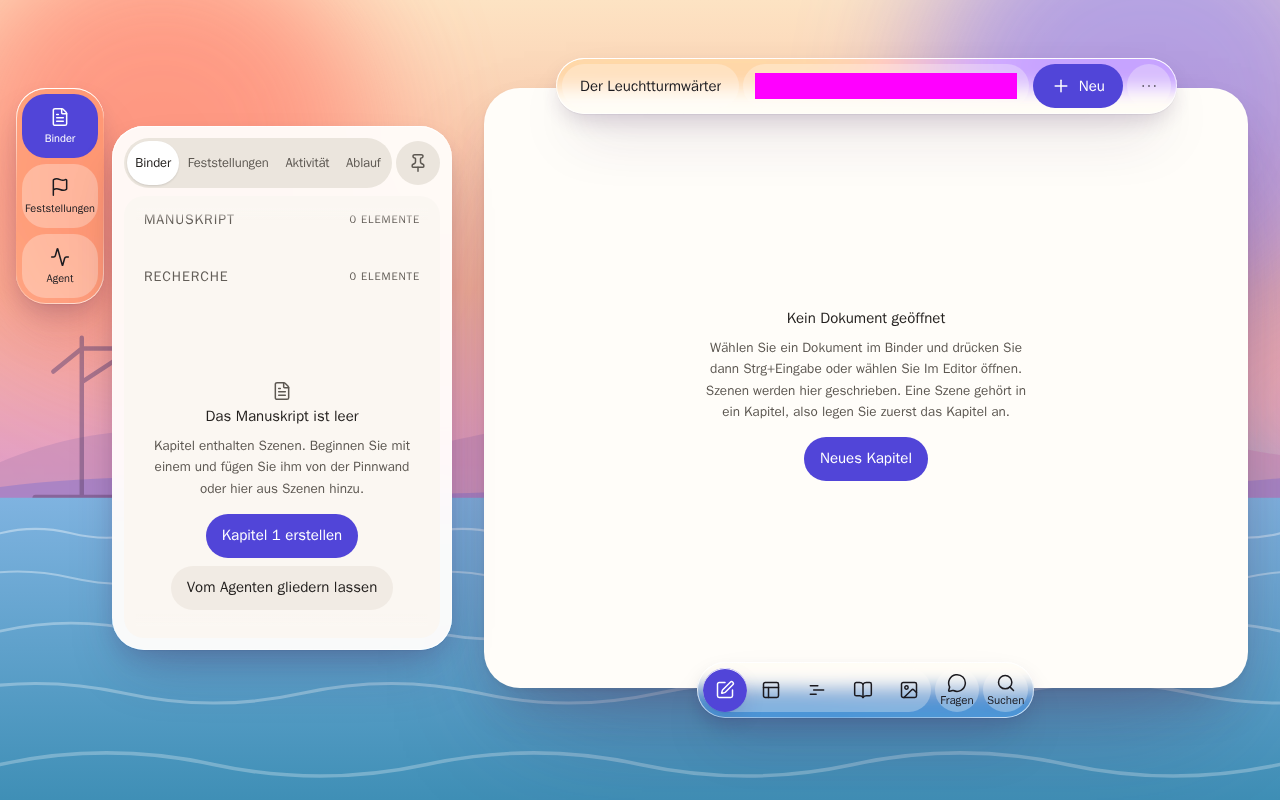 Der Leuchtturmwärter
Neu
Binder
Feststellungen
Agent
Binder
Feststellungen
Aktivität
Ablauf
MANUSKRIPT
0 ELEMENTE
RECHERCHE
0 ELEMENTE
Das Manuskript ist leer
Kapitel enthalten Szenen. Beginnen Sie mit
einem und fügen Sie ihm von der Pinnwand
oder hier aus Szenen hinzu.
Kapitel 1 erstellen
Vom Agenten gliedern lassen
Kein Dokument geöffnet
Wählen Sie ein Dokument im Binder und drücken Sie
dann Strg+Eingabe oder wählen Sie Im Editor öffnen.
Szenen werden hier geschrieben. Eine Szene gehört in
ein Kapitel, also legen Sie zuerst das Kapitel an.
Neues Kapitel
Fragen
Suchen